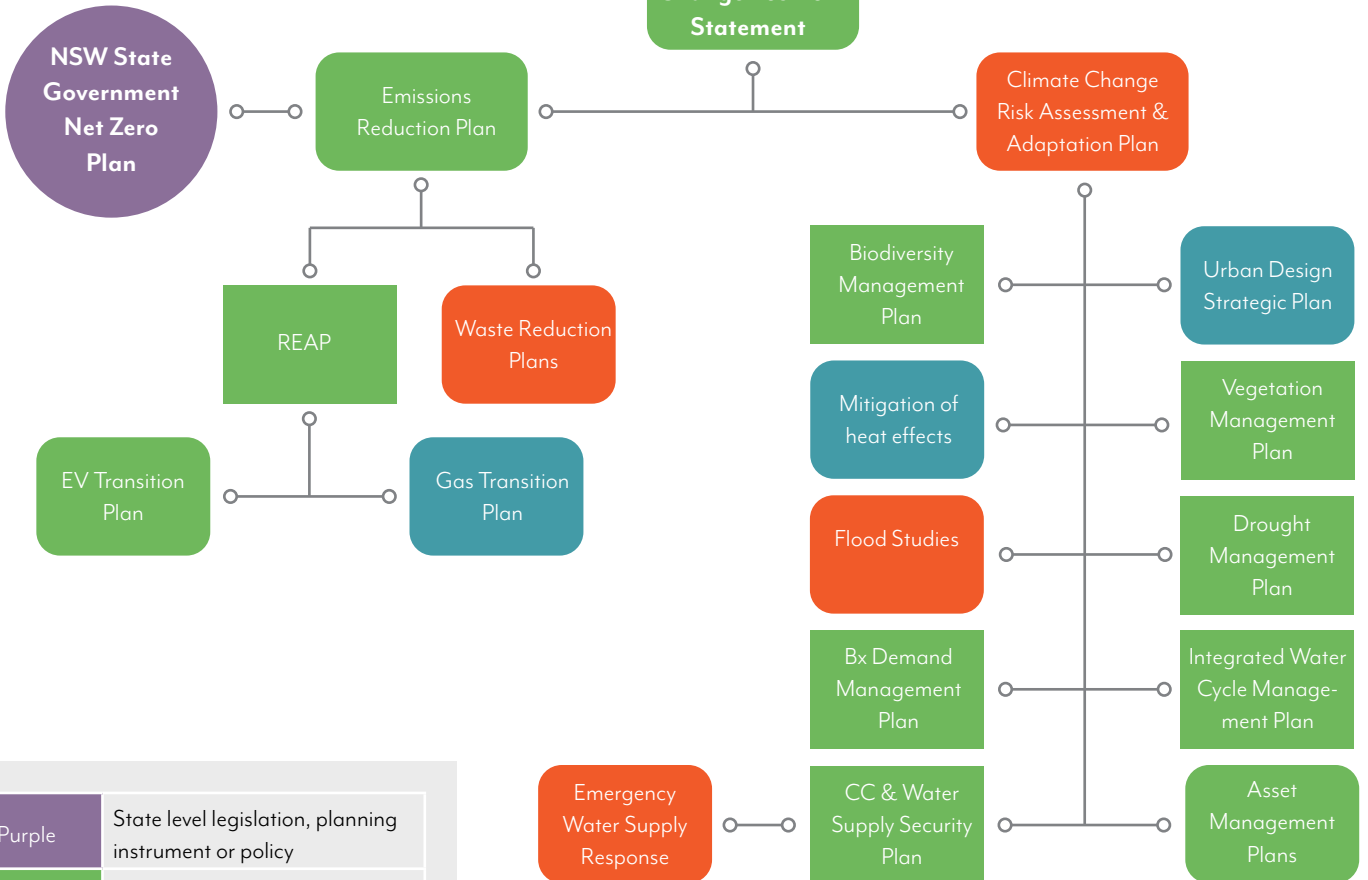 Statement
NSW State
Government
Net Zero
Plan
Emissions
Reduction Plan
Climate Change
Risk Assessment &
Adaptation Plan
REAP
Waste Reduction
Plans
EV Transition
Plan
Gas Transition
Plan
Biodiversity
Management
Plan
Urban Design
Strategic Plan
Mitigation of
heat effects
Vegetation
Management
Plan
Flood Studies
Drought
Management
Plan
Bx Demand
Management
Plan
Integrated Water
Cycle Manage-
ment Plan
Emergency
Water Supply
Response
CC & Water
Supply Security
Plan
Asset
Management
Plans
Purple
State level legislation, planning
instrument or policy